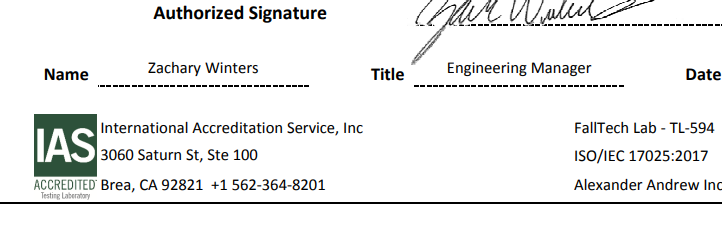 Authorized Signature
Name Zachary Winters Title Engineering Manager Date
IAS
ACCREDITED
Testing Laboratory
International Accreditation Service, Inc
3060 Saturn St, Ste 100
Brea, CA 92821 +1 562-364-8201
FallTech Lab - TL-594
ISO/IEC 17025:2017
Alexander Andrew Inc